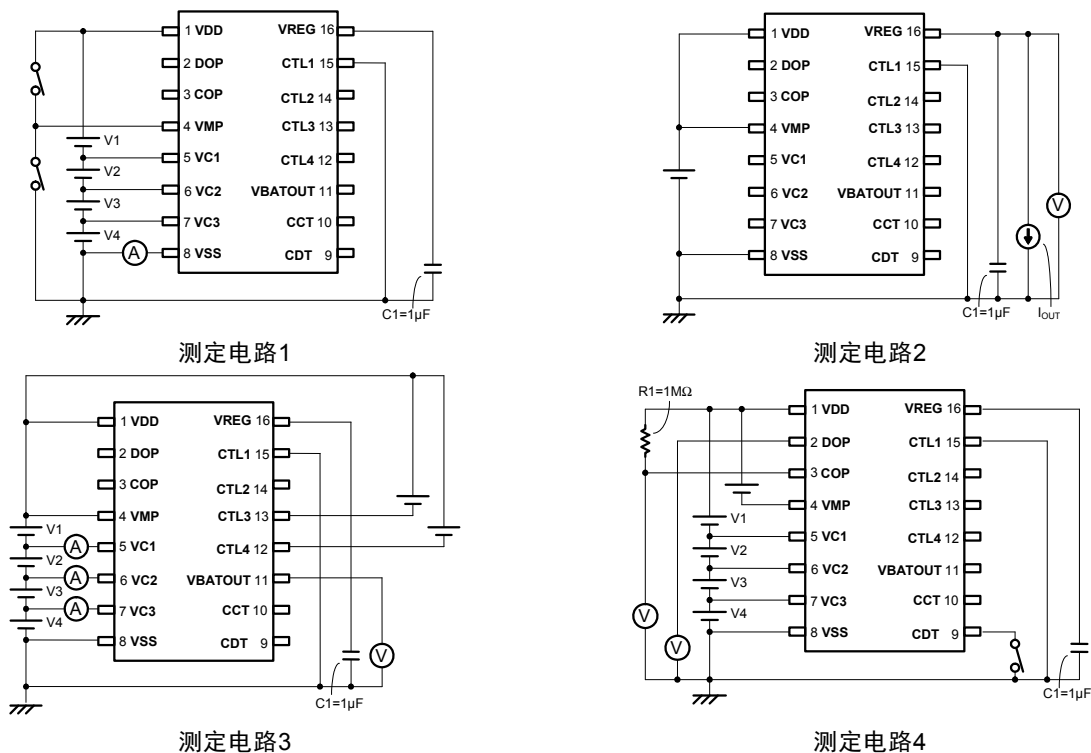 1 VDD
VREG 16
2 DOP
CTL1 15
3 COP
CTL2 14
4 VMP
CTL3 13
V1
5 VC1
CTL4 12
V2
6 VC2
VBATOUT 11
V3
7 VC3
CCT 10
V4
A
8 VSS
CDT 9
C1=1μF
测定电路1
1 VDD
VREG 16
2 DOP
CTL1 15
3 COP
CTL2 14
4 VMP
CTL3 13
5 VC1
CTL4 12
6 VC2
VBATOUT 11
V
7 VC3
CCT 10
8 VSS
CDT 9
C1=1μF
IOUT
测定电路2
1 VDD
VREG 16
2 DOP
CTL1 15
3 COP
CTL2 14
4 VMP
CTL3 13
V1
A
5 VC1
CTL4 12
V2
A
6 VC2
VBATOUT 11
V3
A
7 VC3
CCT 10
V4
8 VSS
CDT 9
V
C1=1μF
测定电路3
R1=1MΩ
1 VDD
VREG 16
2 DOP
CTL1 15
3 COP
CTL2 14
4 VMP
CTL3 13
V1
5 VC1
CTL4 12
V2
6 VC2
VBATOUT 11
V3
7 VC3
CCT 10
V4
8 VSS
CDT 9
V
V
C1=1μF
测定电路4